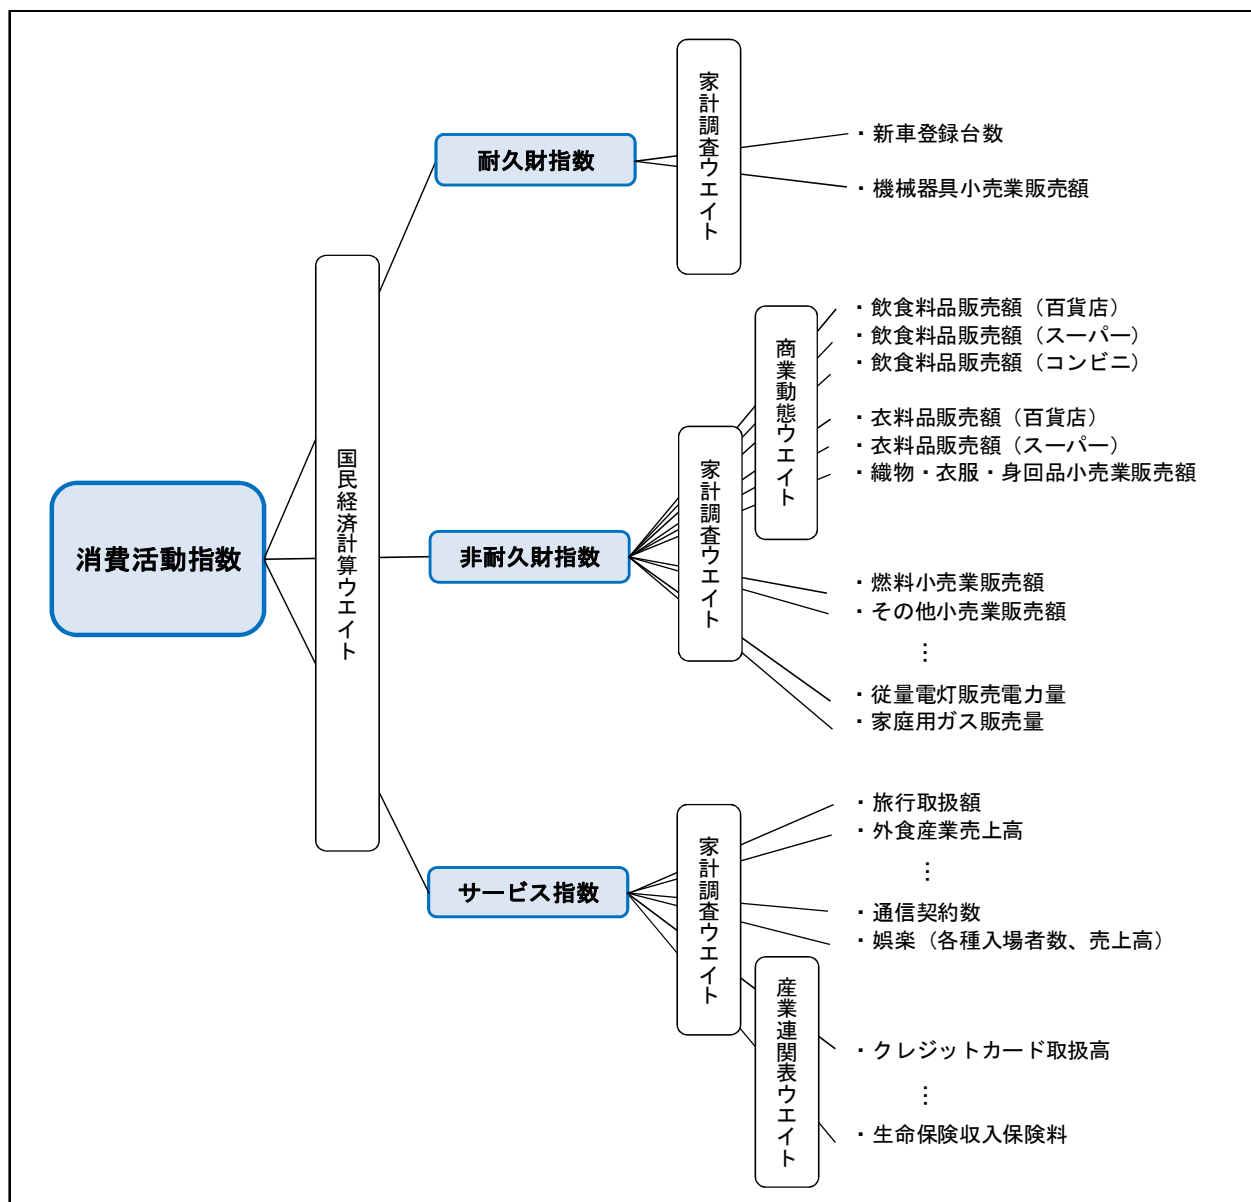 消費活動指数
国民経済計算ウエイト
耐久財指数
家計調査ウエイト
・新車登録台数
・機械器具小売業販売額
非耐久財指数
家計調査ウエイト
商業動態ウエイト
・飲食料品販売額（百貨店）
・飲食料品販売額（スーパー）
・飲食料品販売額（コンビニ）
・衣料品販売額（百貨店）
・衣料品販売額（スーパー）
・織物・衣服・身回品小売業販売額
・燃料小売業販売額
・その他小売業販売額
⋮
・従量電灯販売電力量
・家庭用ガス販売量
サービス指数
家計調査ウエイト
・旅行取扱額
・外食産業売上高
⋮
・通信契約数
・娯楽（各種入場者数、売上高）
産業連関表ウエイト
・クレジットカード取扱高
⋮
・生命保険収入保険料